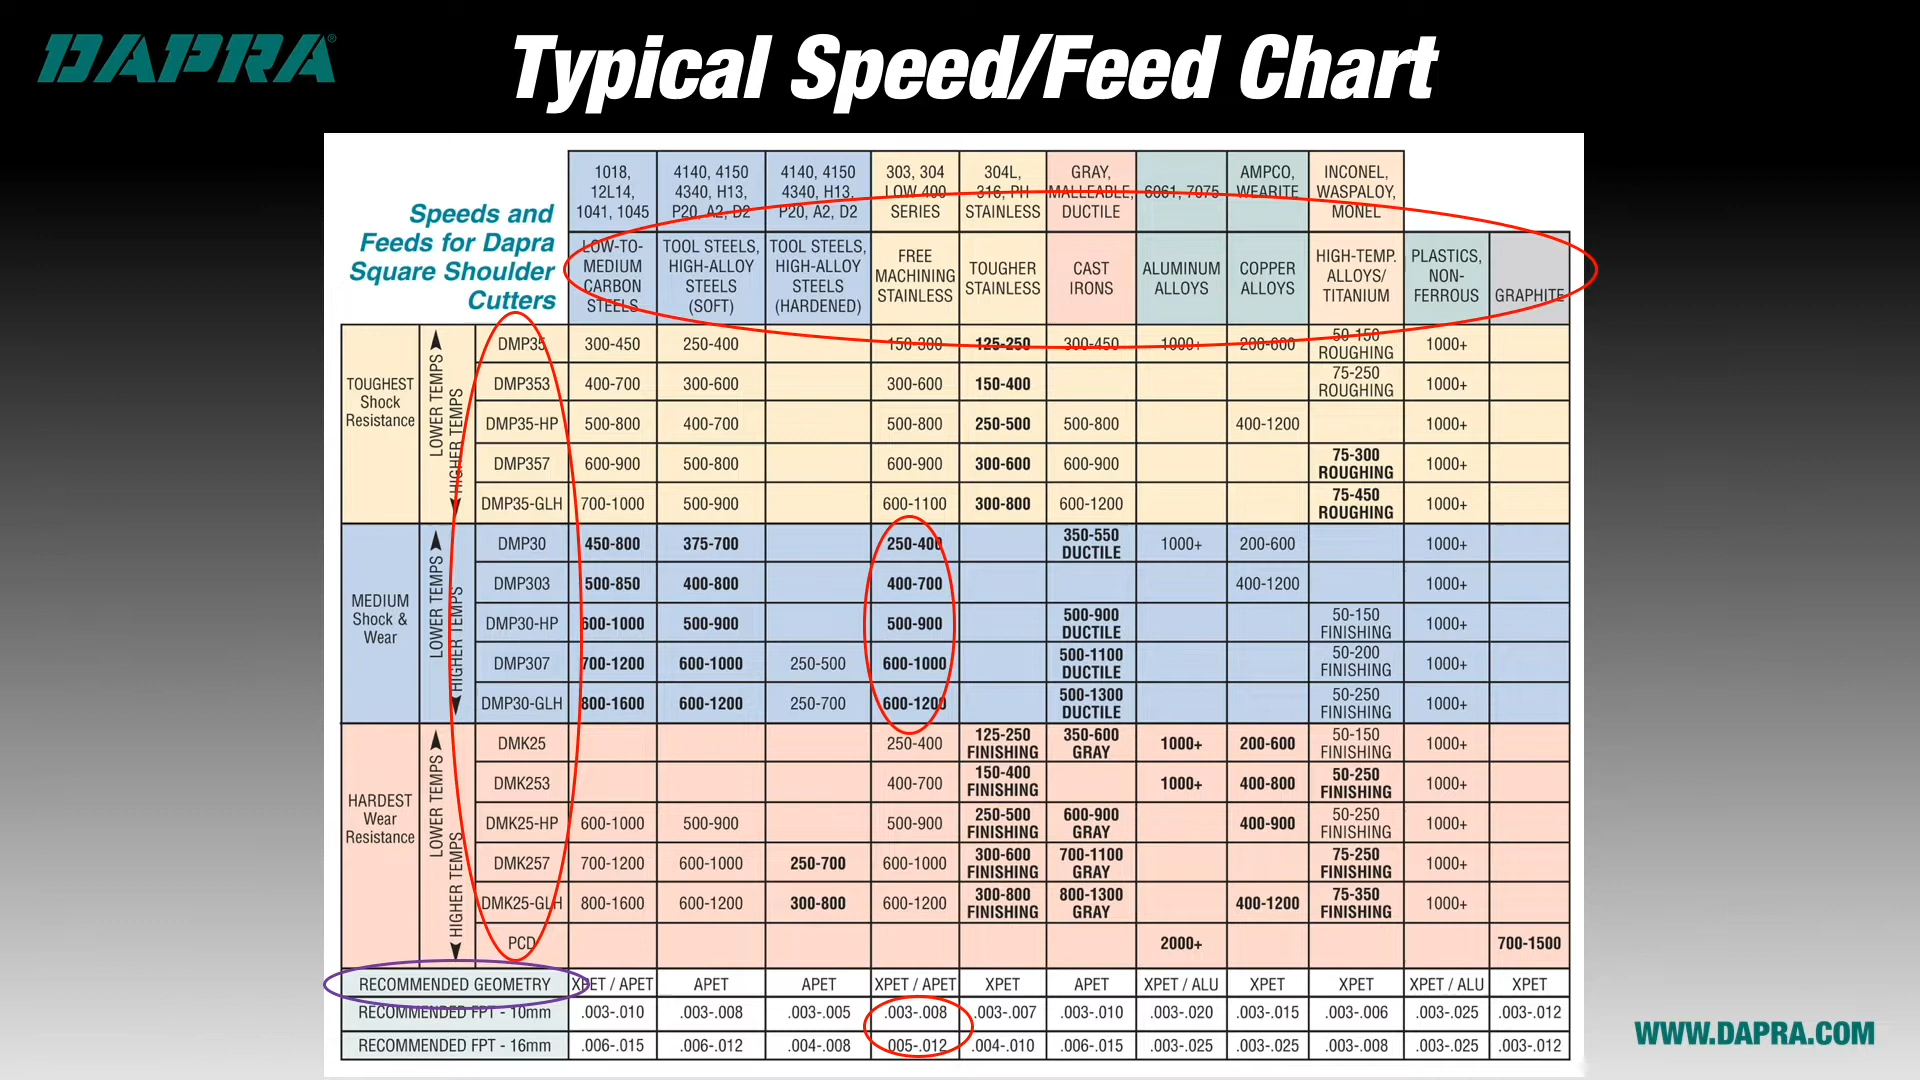 DAPRA®
Typical Speed/Feed Chart
Speeds and
Feeds for Dapra
Square Shoulder
Cutters
1018, 12L14, 1041, 1045
4140, 4150 4340, H13, P20, A2, D2
4140, 4150 4340, H13, P20, A2, D2
303, 304 LOW 400 SERIES
304L, 316, PH STAINLESS
GRAY, MALLEABLE, DUCTILE
6061, 7075
AMPCO, WEARITE
INCONEL, WASPALOY, MONEL
LOW-TO-MEDIUM CARBON STEELS
TOOL STEELS, HIGH-ALLOY STEELS (SOFT)
TOOL STEELS, HIGH-ALLOY STEELS (HARDENED)
FREE MACHINING STAINLESS
TOUGHER STAINLESS
CAST IRONS
ALUMINUM ALLOYS
COPPER ALLOYS
HIGH-TEMP. ALLOYS/ TITANIUM
PLASTICS, NON-FERROUS
GRAPHITE
TOUGHEST Shock Resistance
LOWER TEMPS
HIGHER TEMPS
DMP35 300-450 250-400 150-300 125-250 300-450 1000+ 200-600 50-150 ROUGHING 1000+
DMP353 400-700 300-600 300-600 150-400 75-250 ROUGHING 1000+
DMP35-HP 500-800 400-700 500-800 250-500 500-800 400-1200 1000+
DMP357 600-900 500-800 600-900 300-600 600-900 75-300 ROUGHING 1000+
DMP35-GLH 700-1000 500-900 600-1100 300-800 600-1200 75-450 ROUGHING 1000+
MEDIUM Shock & Wear
LOWER TEMPS
HIGHER TEMPS
DMP30 450-800 375-700 250-400 350-550 DUCTILE 1000+ 200-600 1000+
DMP303 500-850 400-800 400-700 400-1200 1000+
DMP30-HP 600-1000 500-900 500-900 500-900 DUCTILE 50-150 FINISHING 1000+
DMP307 700-1200 600-1000 250-500 600-1000 500-1100 DUCTILE 50-200 FINISHING 1000+
DMP30-GLH 800-1600 600-1200 250-700 600-1200 500-1300 DUCTILE 50-250 FINISHING 1000+
HARDEST Wear Resistance
LOWER TEMPS
HIGHER TEMPS
DMK25 250-400 125-250 FINISHING 350-600 GRAY 1000+ 200-600 50-150 FINISHING 1000+
DMK253 400-700 150-400 FINISHING 1000+ 400-800 50-250 FINISHING 1000+
DMK25-HP 600-1000 500-900 500-900 250-500 FINISHING 600-900 GRAY 400-900 50-250 FINISHING 1000+
DMK257 700-1200 600-1000 250-700 600-1000 300-600 FINISHING 700-1100 GRAY 75-250 FINISHING 1000+
DMK25-GLH 800-1600 600-1200 300-800 600-1200 300-800 FINISHING 800-1300 GRAY 400-1200 75-350 FINISHING 1000+
PCD 2000+ 700-1500
RECOMMENDED GEOMETRY XPET / APET APET APET XPET / APET XPET APET XPET / ALU XPET XPET XPET / ALU XPET
RECOMMENDED FPT - 10mm .003-.010 .003-.008 .003-.005 .003-.008 .003-.007 .003-.010 .003-.020 .003-.015 .003-.006 .003-.025 .003-.012
RECOMMENDED FPT - 16mm .006-.015 .006-.012 .004-.008 .005-.012 .004-.010 .006-.015 .003-.025 .003-.025 .003-.008 .003-.025 .003-.012
WWW.DAPRA.COM